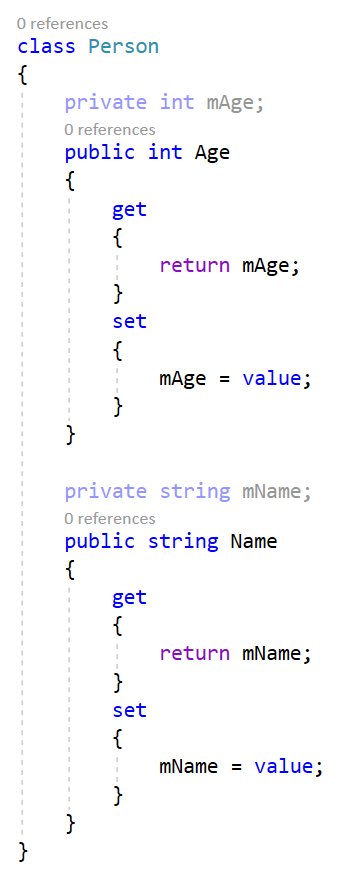 0 references
class Person
{
private int mAge;
0 references
public int Age
{
get
{
return mAge;
}
set
{
mAge = value;
}
}
private string mName;
0 references
public string Name
{
get
{
return mName;
}
set
{
mName = value;
}
}
}